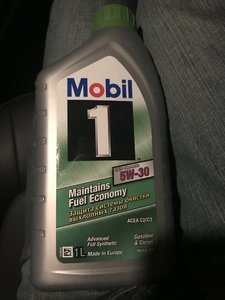 Mobil
1
5W-30
Maintains
Fuel Economy
Защита системы очистки
выхлопных газов
ACEA C2/C3
Advanced
Full Synthetic
Gasoline
& Diesel
1L
Made in Europe